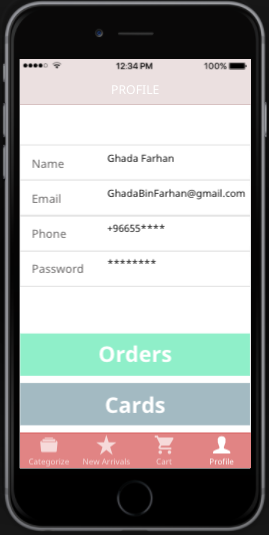 12:34 PM 100%
PROFILE
Name Ghada Farhan
Email GhadaBinFarhan@gmail.com
Phone +96655****
Password ********
Orders
Cards
Categorize New Arrivals Cart Profile